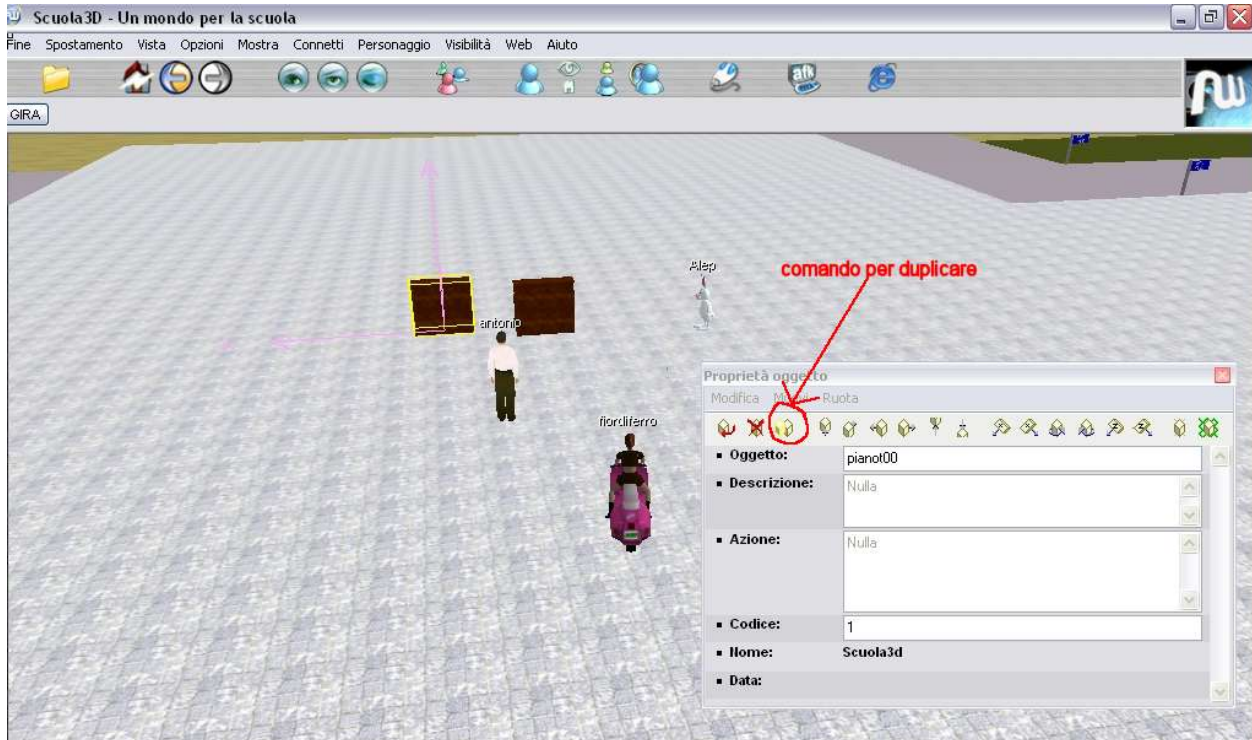 Scuola3D - Un mondo per la scuola
Fine Spostamento Vista Opzioni Mostra Connetti Personaggio Visibilità Web Aiuto
afk
GIRA
Alep
comando per duplicare
antonio
Proprietà oggetto
Modifica Ruota
fiordiferro
Oggetto: pianot00
Descrizione: Nulla
Azione: Nulla
Codice: 1
Nome: Scuola3d
Data: